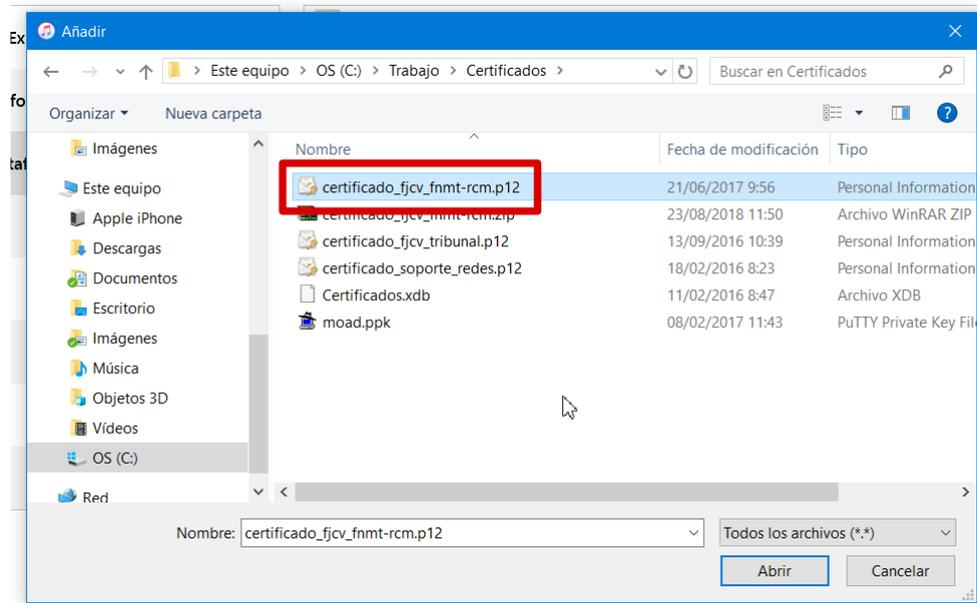 Añadir
Ex
Este equipo > OS (C:) > Trabajo > Certificados >
Buscar en Certificados
fo
Organizar
Nueva carpeta
?
Imágenes
Nombre
Fecha de modificación
Tipo
taf
Este equipo
certificado_fjcv_fnmt-rcm.p12
21/06/2017 9:56
Personal Information
Apple iPhone
certificado_fjcv_fnmt-rcm.zip
23/08/2018 11:50
Archivo WinRAR ZIP
Descargas
certificado_fjcv_tribunal.p12
13/09/2016 10:39
Personal Information
Documentos
certificado_soporte_redes.p12
18/02/2016 8:23
Personal Information
Escritorio
Certificados.xdb
11/02/2016 8:47
Archivo XDB
Imágenes
moad.ppk
08/02/2017 11:43
PuTTY Private Key File
Música
Objetos 3D
Vídeos
OS (C:)
Red
Nombre:
certificado_fjcv_fnmt-rcm.p12
Todos los archivos (*.*)
Abrir
Cancelar